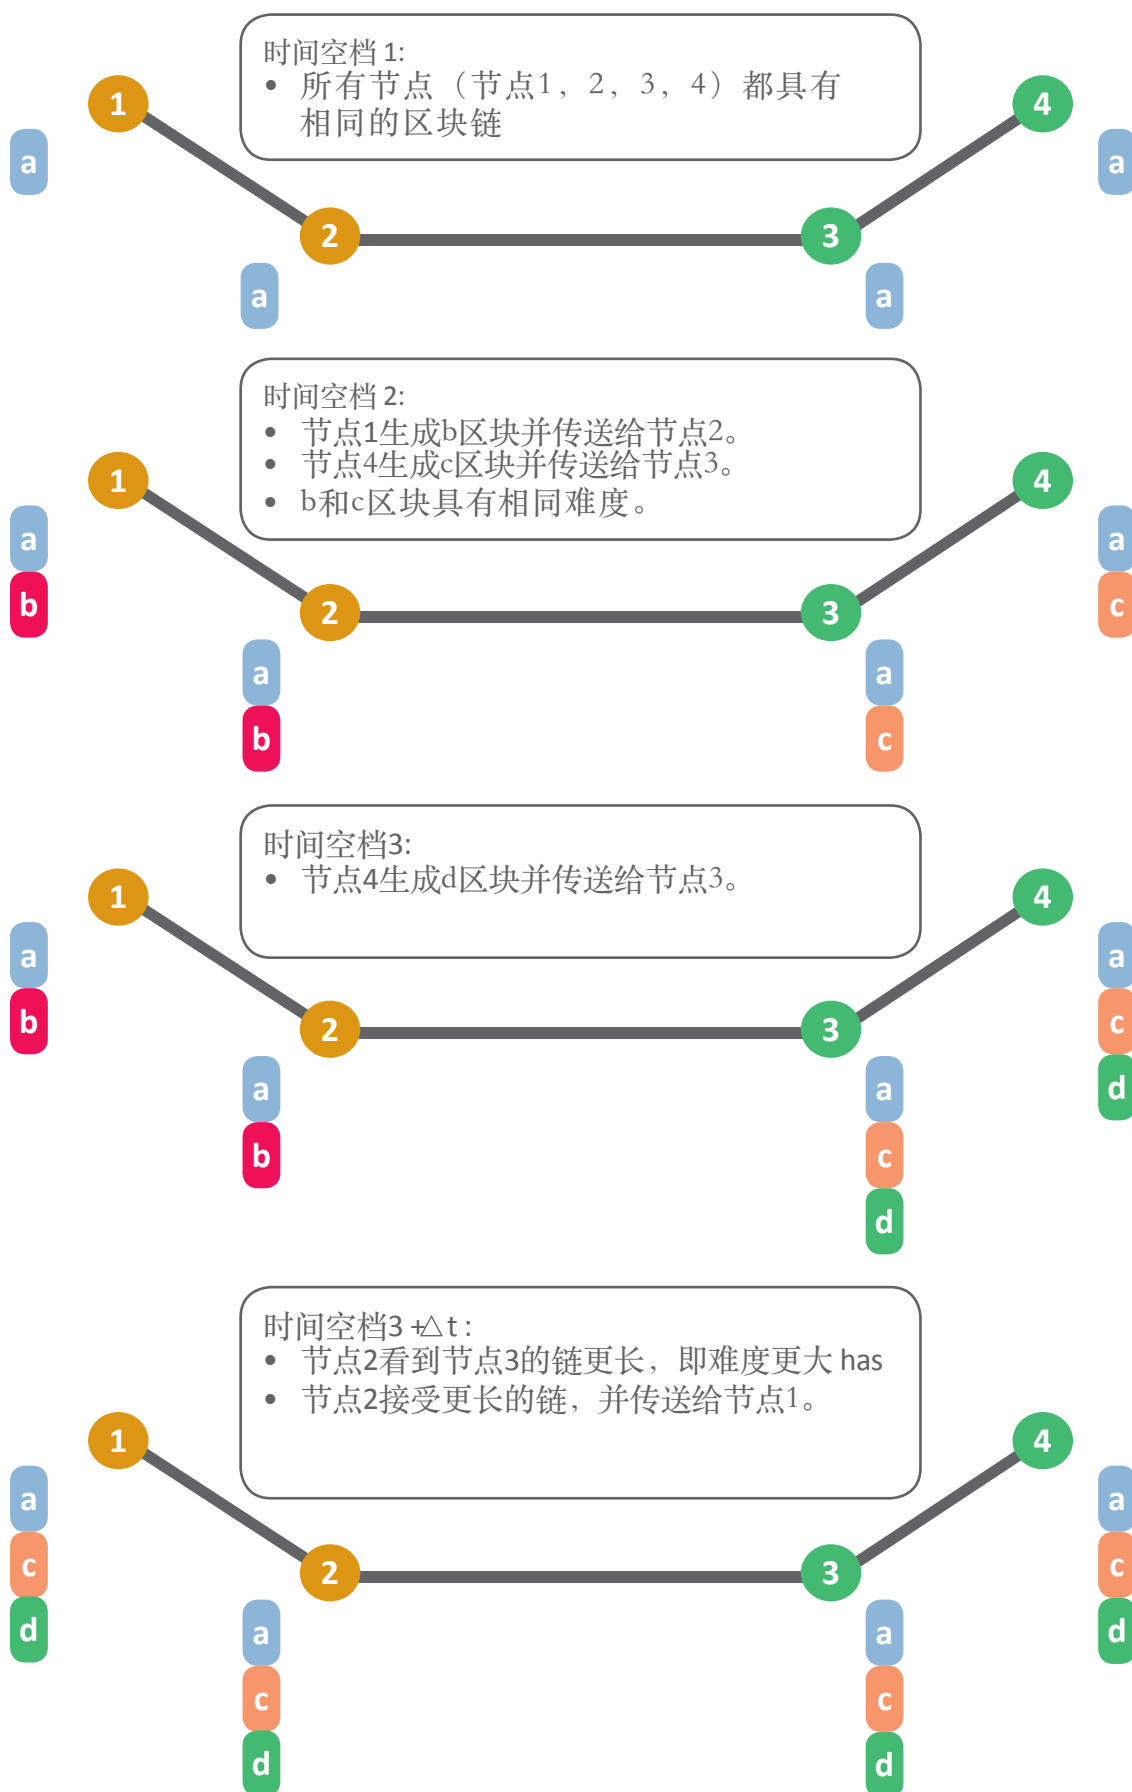 时间空档 1:
• 所有节点（节点1，2，3，4）都具有
相同的区块链
1
4
a
a
2
3
a
a
时间空档 2:
• 节点1生成b区块并传送给节点2。
• 节点4生成c区块并传送给节点3。
• b和c区块具有相同难度。
1
4
a
a
b
c
2
3
a
a
b
c
时间空档3:
• 节点4生成d区块并传送给节点3。
1
4
a
a
b
c
2
3
d
a
a
b
c
d
时间空档3 +△t :
• 节点2看到节点3的链更长，即难度更大 has
• 节点2接受更长的链，并传送给节点1。
1
4
a
a
c
c
2
3
d
d
a
a
c
c
d
d